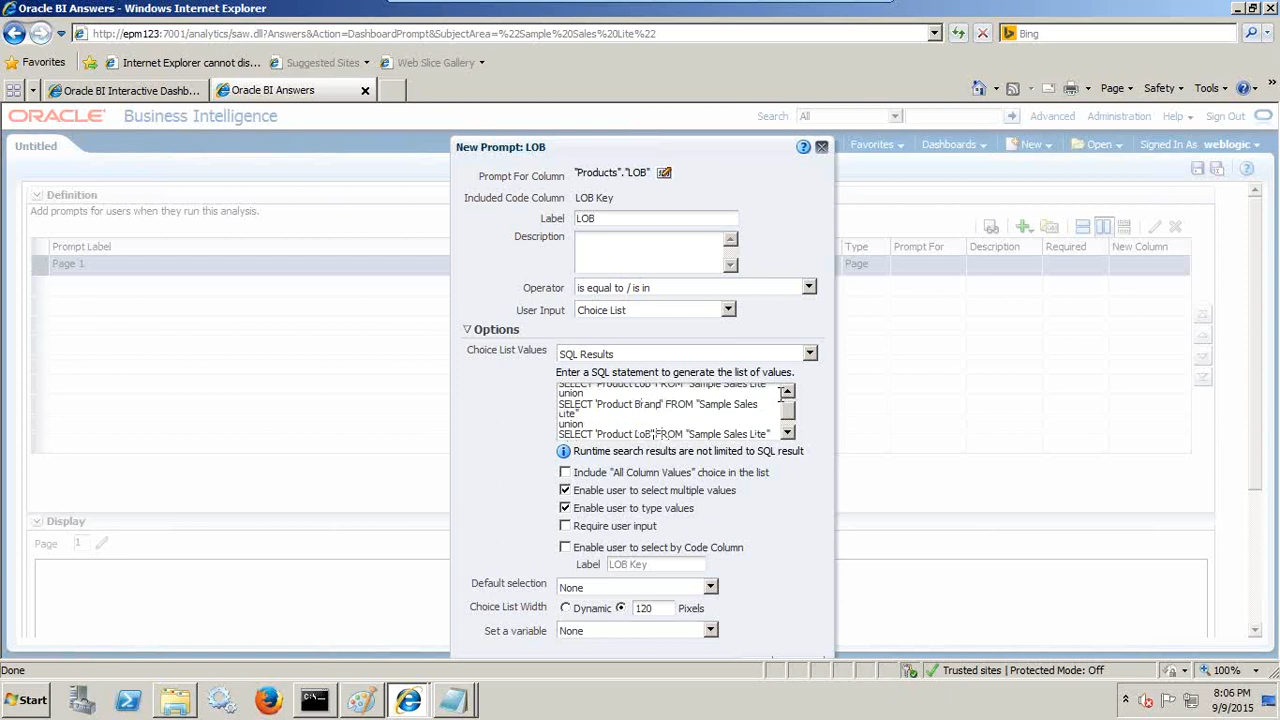 Oracle BI Answers - Windows Internet Explorer
http://epm123:7001/analytics/saw.dll?Answers&Action=DashboardPrompt&SubjectArea=%22Sample%20Sales%20Lite%22
Bing
Favorites
Internet Explorer cannot dis...
Suggested Sites
Web Slice Gallery
Oracle BI Interactive Dashb...
Oracle BI Answers
Page
Safety
Tools
ORACLE Business Intelligence
Search All
Advanced
Administration
Help
Sign Out
Untitled
Favorites
Dashboards
New
Open
Signed In As weblogic
New Prompt: LOB
Definition
Add prompts for users when they run this analysis.
Prompt Label
Type
Prompt For
Description
Required
New Column
Page 1
Page
Prompt For Column "Products"."LOB"
Included Code Column LOB Key
Label LOB
Description
Operator is equal to / is in
User Input Choice List
Options
Choice List Values SQL Results
Enter a SQL statement to generate the list of values.
SELECT 'Product LoB' FROM "Sample Sales Lite"
union
SELECT 'Product Brand' FROM "Sample Sales
Lite"
union
SELECT 'Product LoB' FROM "Sample Sales Lite"
Runtime search results are not limited to SQL result
Include "All Column Values" choice in the list
Enable user to select multiple values
Enable user to type values
Require user input
Enable user to select by Code Column
Label LOB Key
Default selection None
Choice List Width Dynamic 120 Pixels
Set a variable None
Display
Page 1
Done
Trusted sites | Protected Mode: Off
100%
Start
8:06 PM
9/9/2015